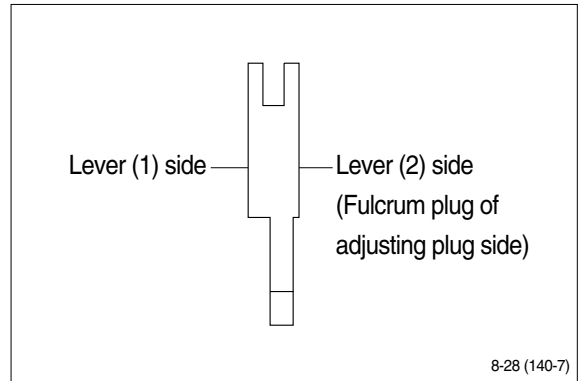 Lever (1) side
Lever (2) side
(Fulcrum plug of
adjusting plug side)
8-28 (140-7)